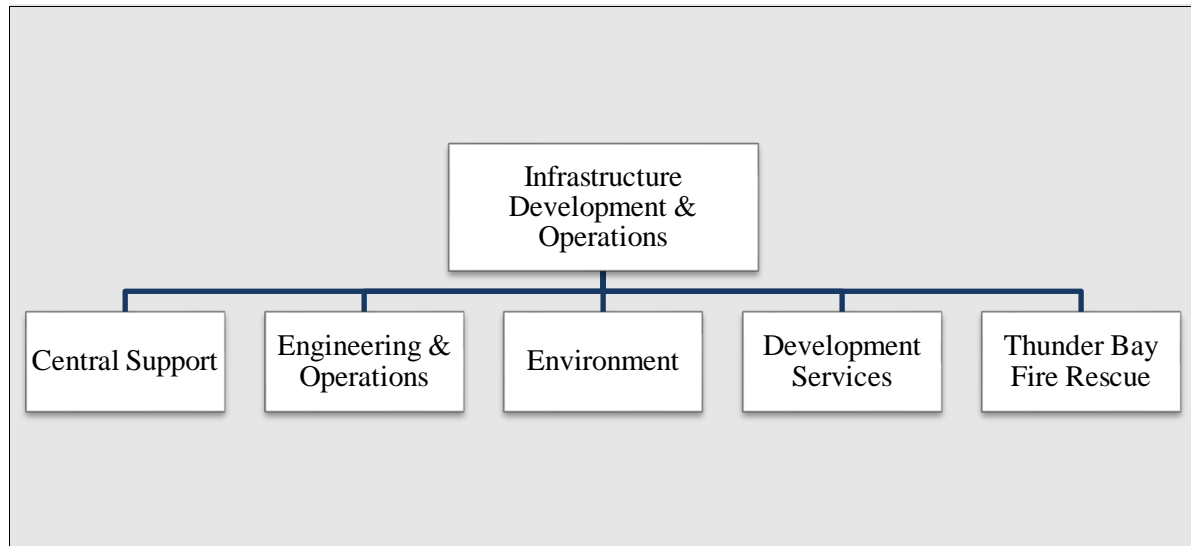 Infrastructure
Development &
Operations
Central Support
Engineering &
Operations
Environment
Development
Services
Thunder Bay
Fire Rescue